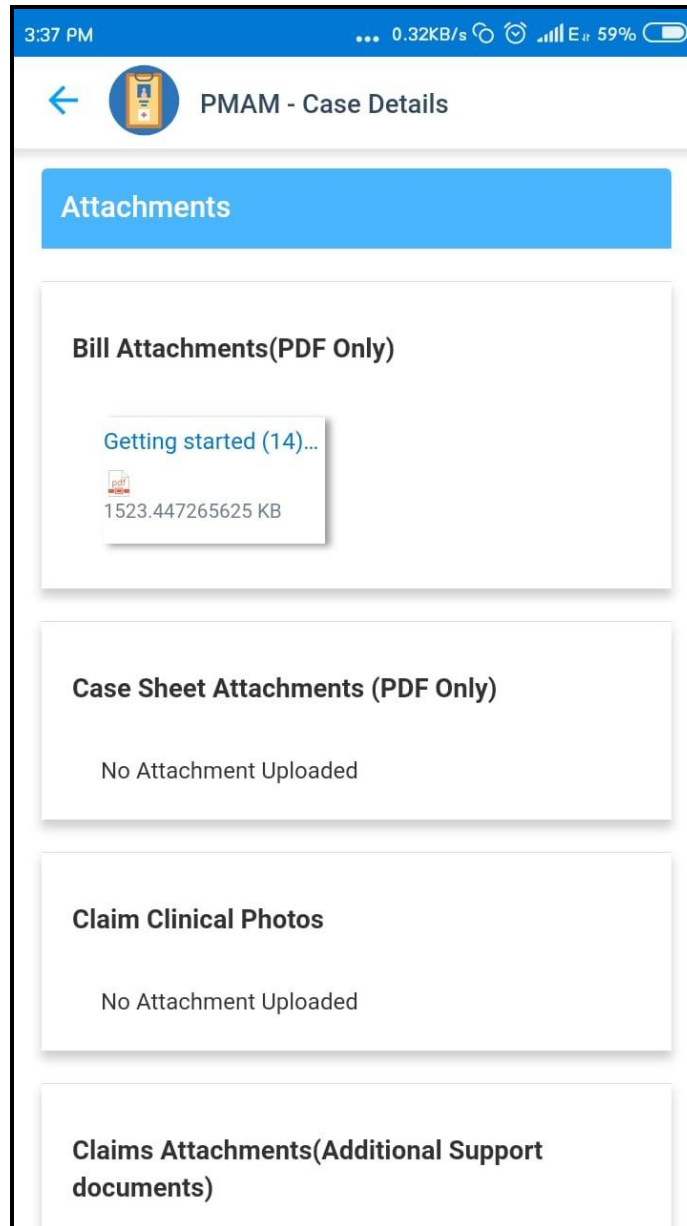 3:37 PM ... 0.32KB/s E 59%
PMAM - Case Details
Attachments
Bill Attachments(PDF Only)
Getting started (14)...
pdf
1523.447265625 KB
Case Sheet Attachments (PDF Only)
No Attachment Uploaded
Claim Clinical Photos
No Attachment Uploaded
Claims Attachments(Additional Support
documents)